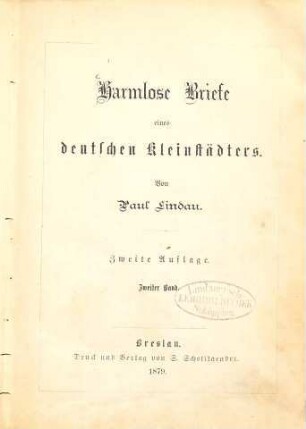 Harmlose Briefe
eines
deutschen Kleinstädters.
Von
Paul Lindau.
Zweite Auflage.
Zweiter Band.
Breslau.
Druck und Verlag von S. Schottlaender.
1879.